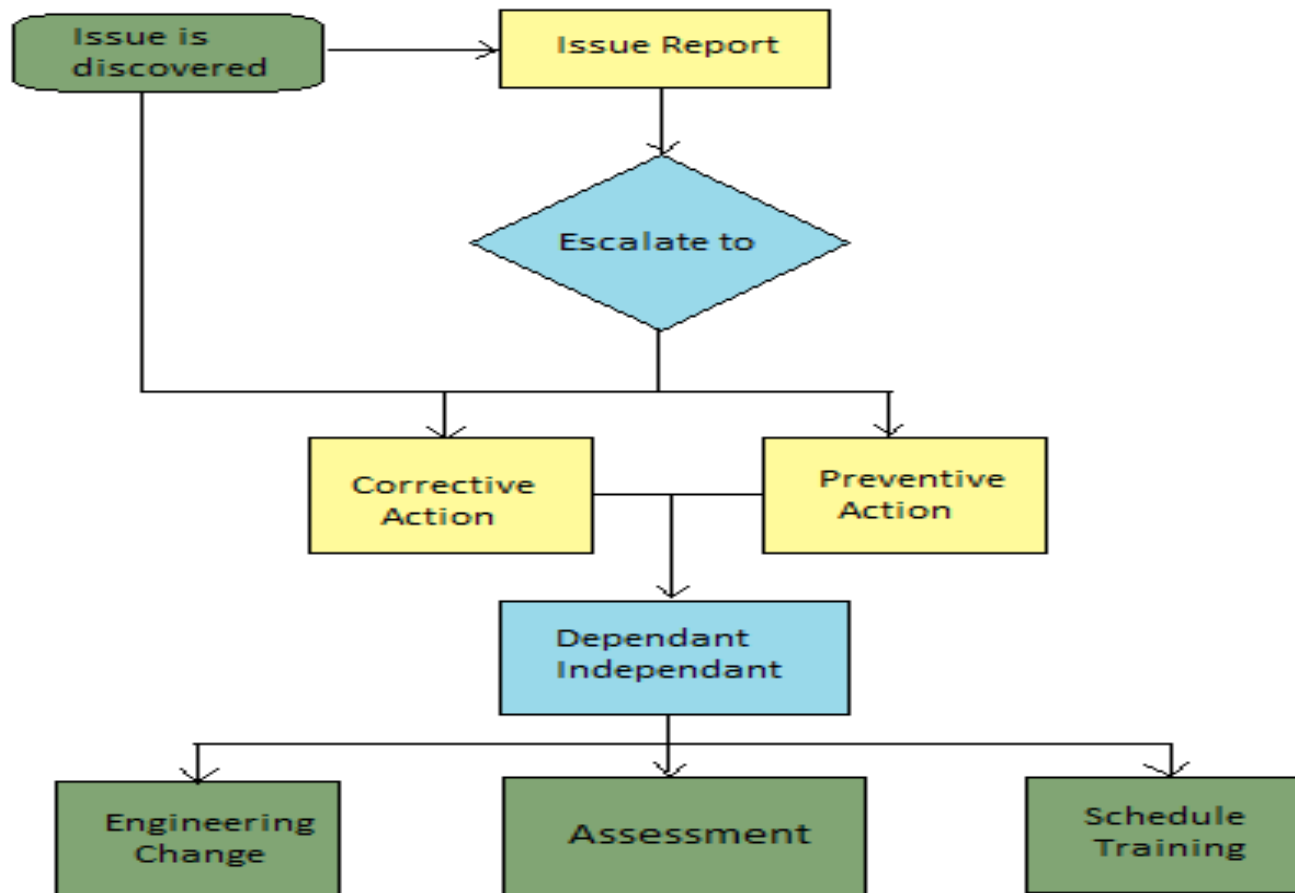 Issue is
discovered
Issue Report
Escalate to
Corrective
Action
Preventive
Action
Dependant
Independant
Engineering
Change
Assessment
Schedule
Training